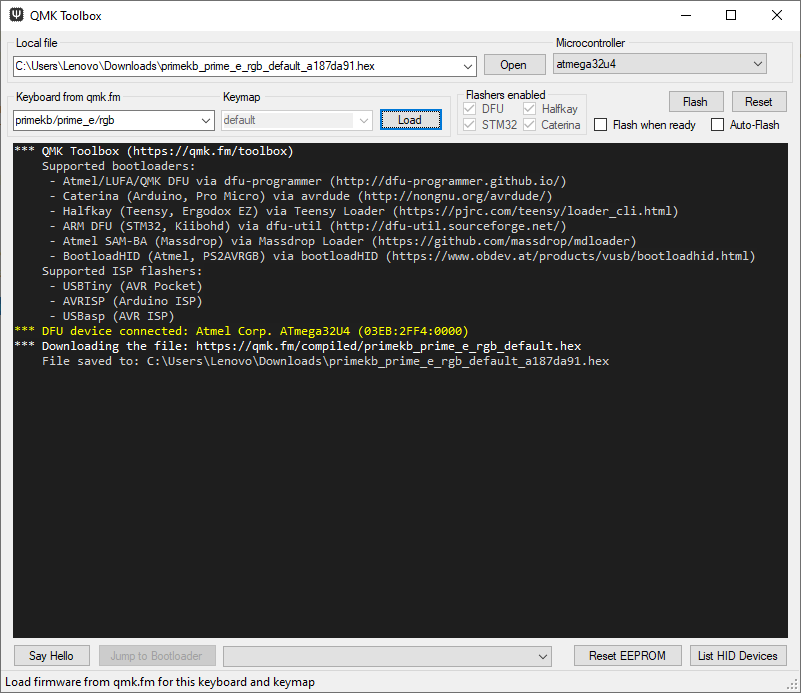 QMK Toolbox
Local file
Microcontroller
C:\Users\Lenovo\Downloads\primekb_prime_e_rgb_default_a187da91.hex
Open
atmega32u4
Keyboard from qmk.fm
Keymap
Flashers enabled
primekb/prime_e/rgb
default
Load
DFU
Halfkay
STM32
Caterina
Flash
Reset
Flash when ready
Auto-Flash
*** QMK Toolbox (https://qmk.fm/toolbox)
Supported bootloaders:
- Atmel/LUFA/QMK DFU via dfu-programmer (http://dfu-programmer.github.io/)
- Caterina (Arduino, Pro Micro) via avrdude (http://nongnu.org/avrdude/)
- Halfkay (Teensy, Ergodox EZ) via Teensy Loader (https://pjrc.com/teensy/loader_cli.html)
- ARM DFU (STM32, Kiibohd) via dfu-util (http://dfu-util.sourceforge.net/)
- Atmel SAM-BA (Massdrop) via Massdrop Loader (https://github.com/massdrop/mdloader)
- BootloadHID (Atmel, PS2AVRGB) via bootloadHID (https://www.obdev.at/products/vusb/bootloadhid.html)
Supported ISP flashers:
- USBTiny (AVR Pocket)
- AVRISP (Arduino ISP)
- USBasp (AVR ISP)
*** DFU device connected: Atmel Corp. ATmega32U4 (03EB:2FF4:0000)
*** Downloading the file: https://qmk.fm/compiled/primekb_prime_e_rgb_default.hex
File saved to: C:\Users\Lenovo\Downloads\primekb_prime_e_rgb_default_a187da91.hex
Say Hello
Jump to Bootloader
Reset EEPROM
List HID Devices
Load firmware from qmk.fm for this keyboard and keymap